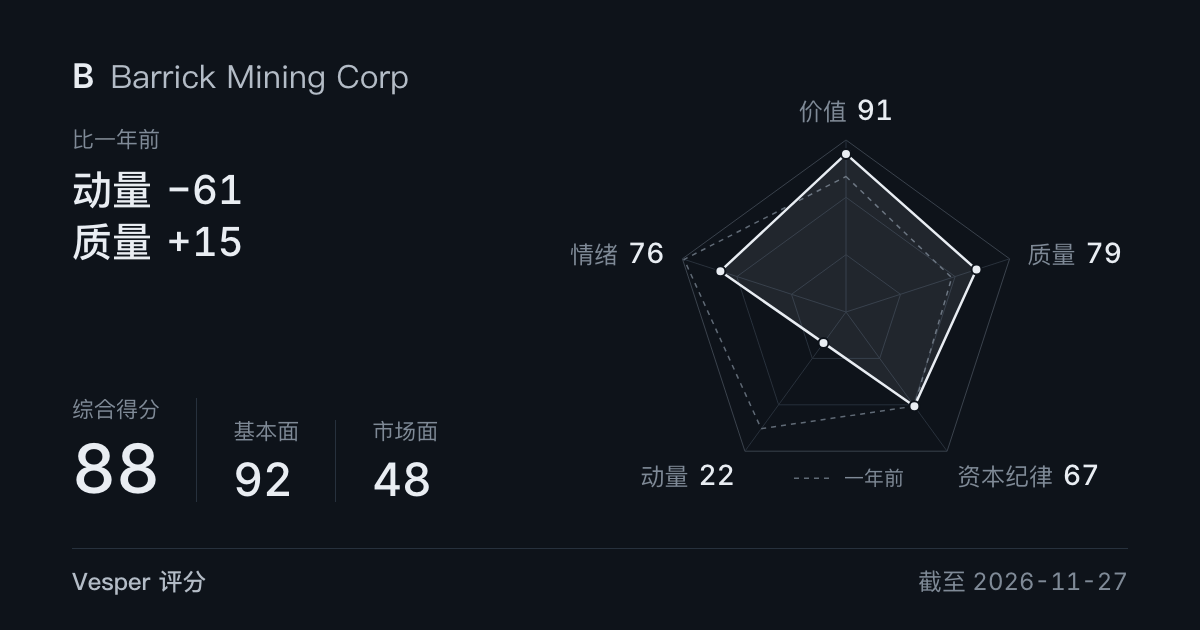 B Barrick Mining Corp
比一年前
动量 −61
质量 +15
综合得分
88
基本面
92
市场面
48
价值 91
情绪 76
质量 79
动量 22
一年前
资本纪律 67
Vesper 评分
截至 2026-11-27